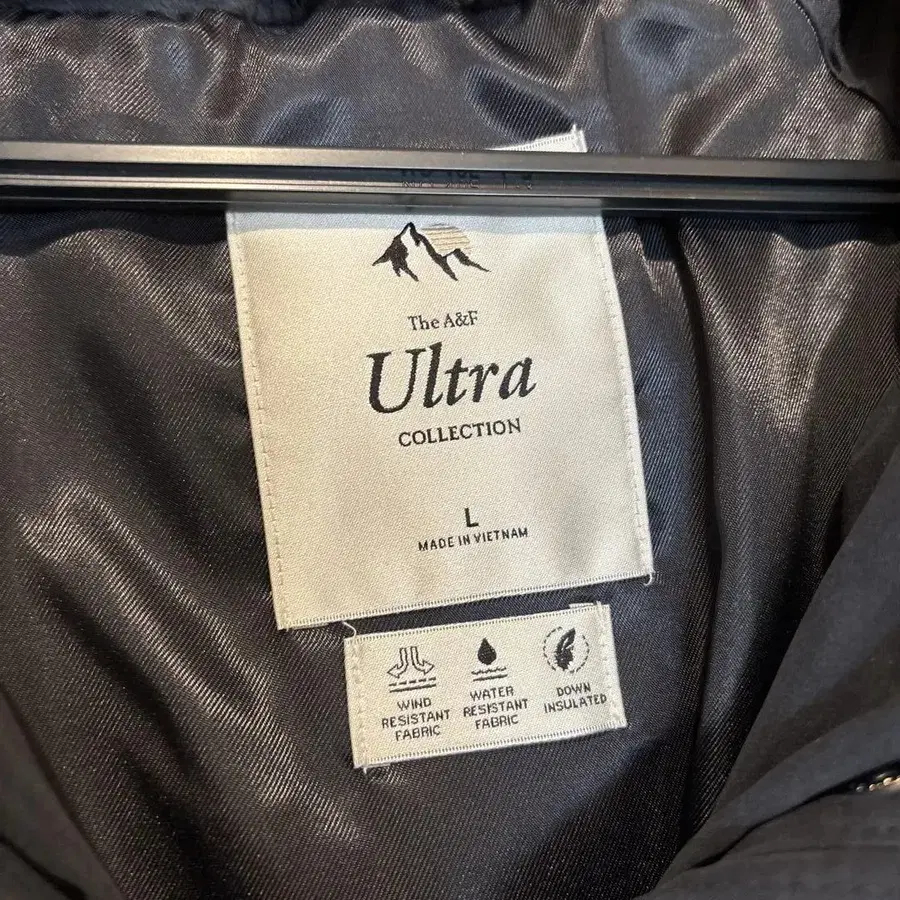 The A&F
Ultra
COLLECTION
L
MADE IN VIETNAM
WIND
RESISTANT
FABRIC
WATER
RESISTANT
FABRIC
DOWN
INSULATED